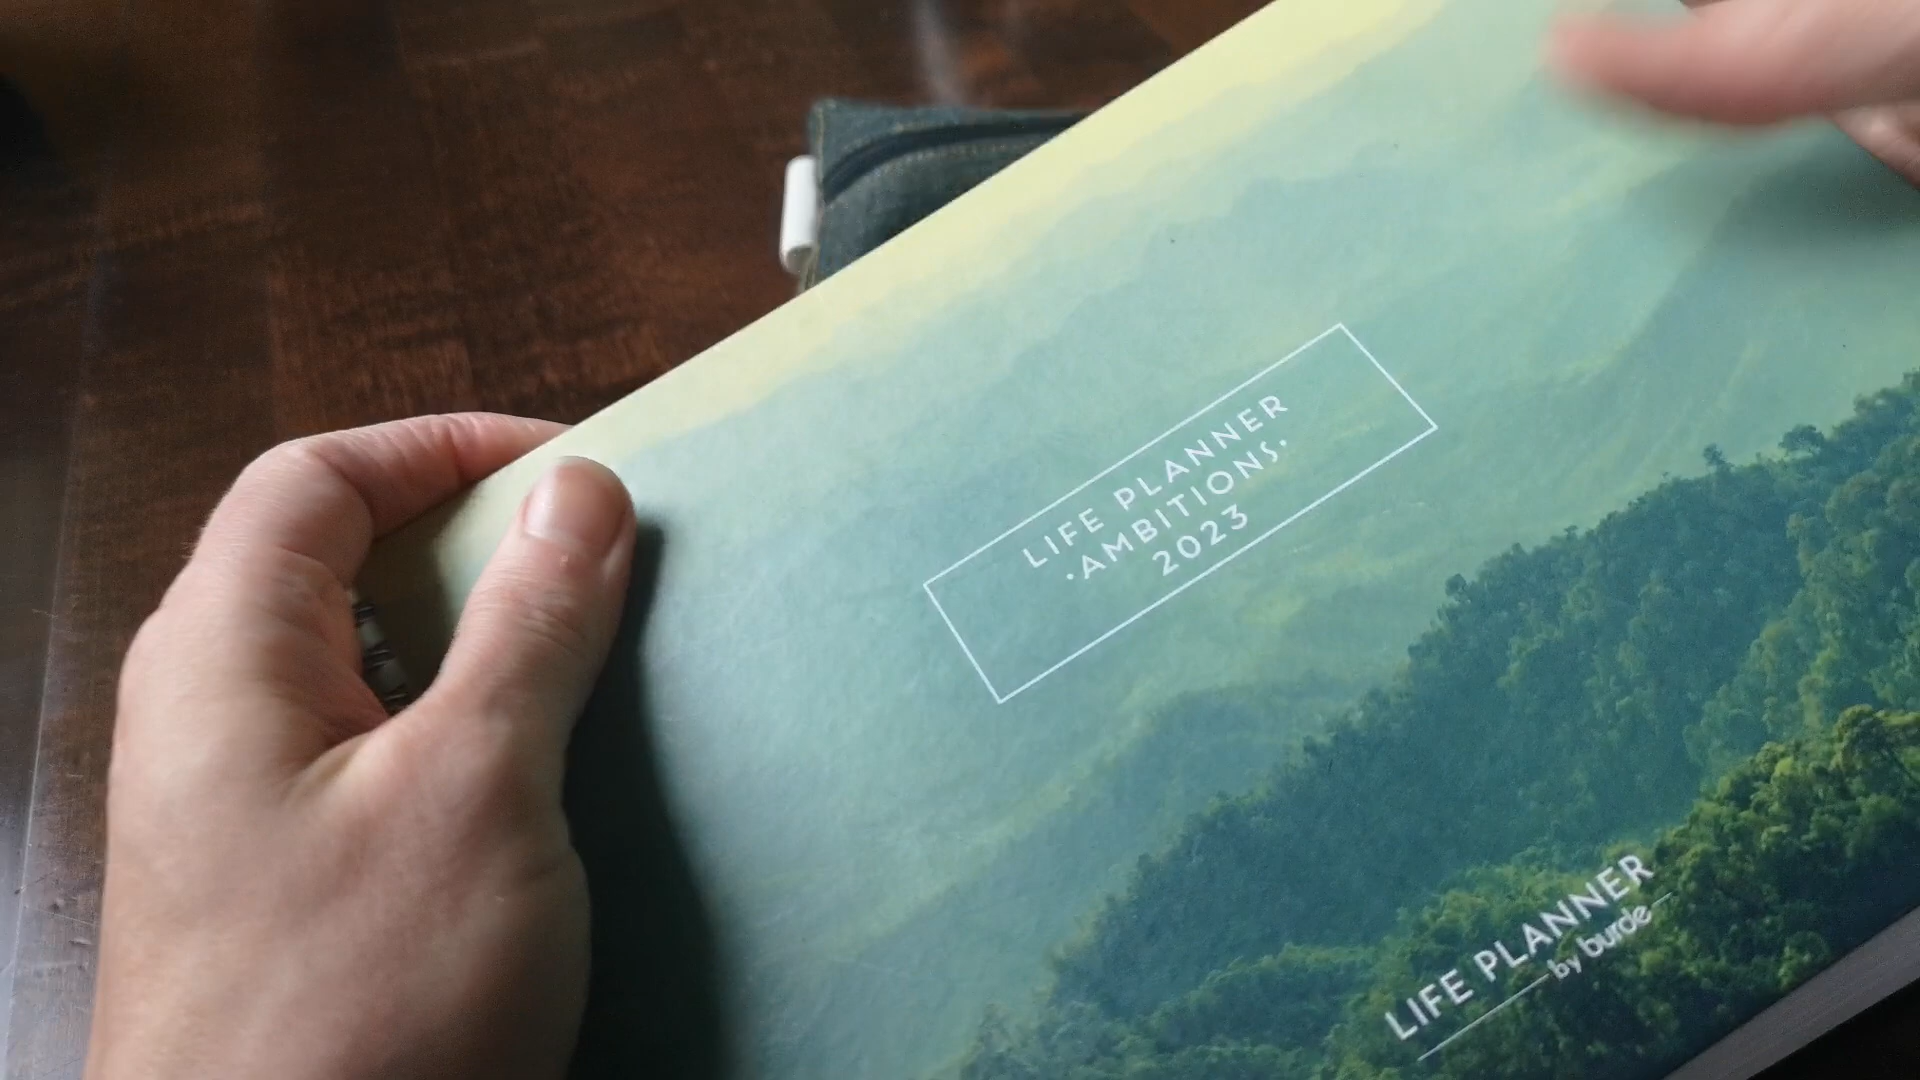 LIFE PLANNER
·AMBITIONS·
2023
LIFE PLANNER
by burde